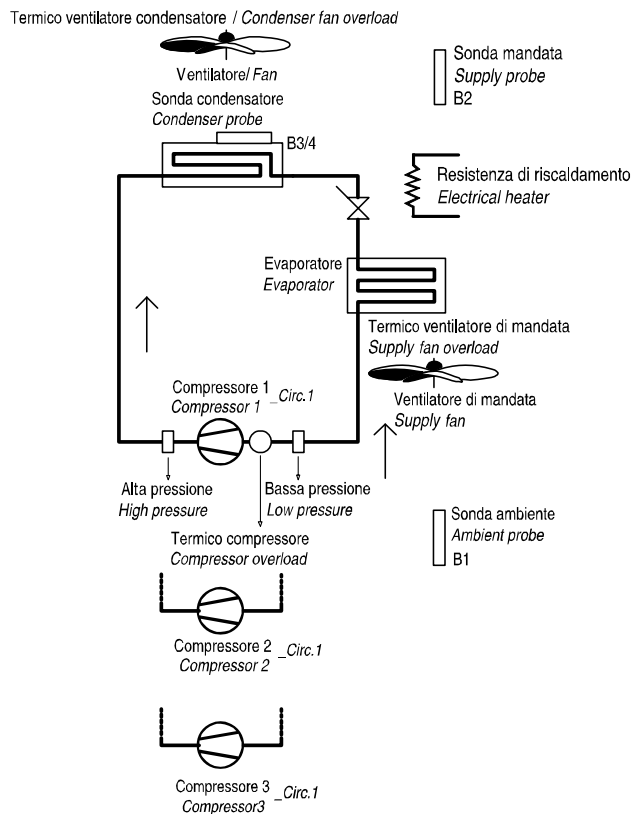 Termico ventilatore condensatore / Condenser fan overload
Ventilatore/ Fan
Sonda condensatore
Condenser probe
B3/4
Sonda mandata
Supply probe
B2
Resistenza di riscaldamento
Electrical heater
Evaporatore
Evaporator
Termico ventilatore di mandata
Supply fan overload
Ventilatore di mandata
Supply fan
Compressore 1 _Circ.1
Compressor 1
Alta pressione
High pressure
Bassa pressione
Low pressure
Termico compressore
Compressor overload
Sonda ambiente
Ambient probe
B1
Compressore 2 _Circ.1
Compressor 2
Compressore 3 _Circ.1
Compressor3